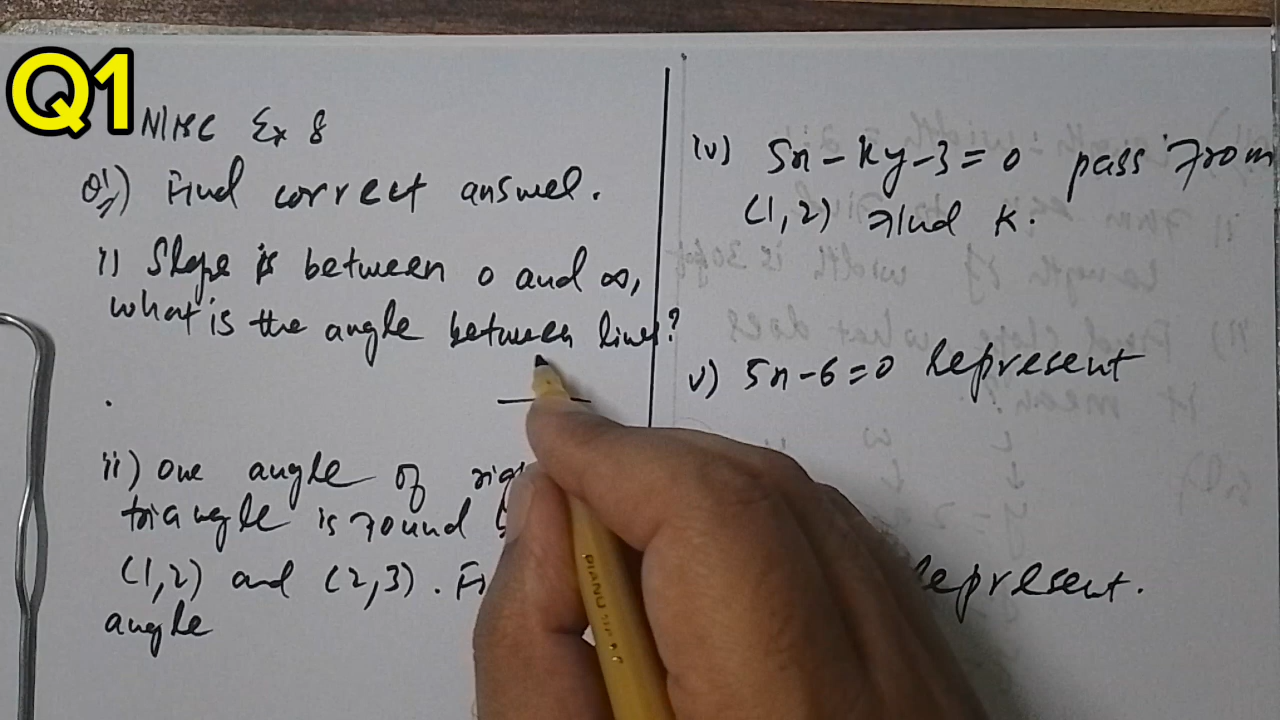 Q1
Ex 8
Q1) Find correct answer.
i) Slope is between 0 and ∞,
what is the angle between lines?
ii) one angle of
triangle is found
(1,2) and (2,3).
angle
iv) 5x - ky - 3 = 0 pass from
(1,2) find k.
v) 5x - 6 = 0 represent
represent.
PIANO